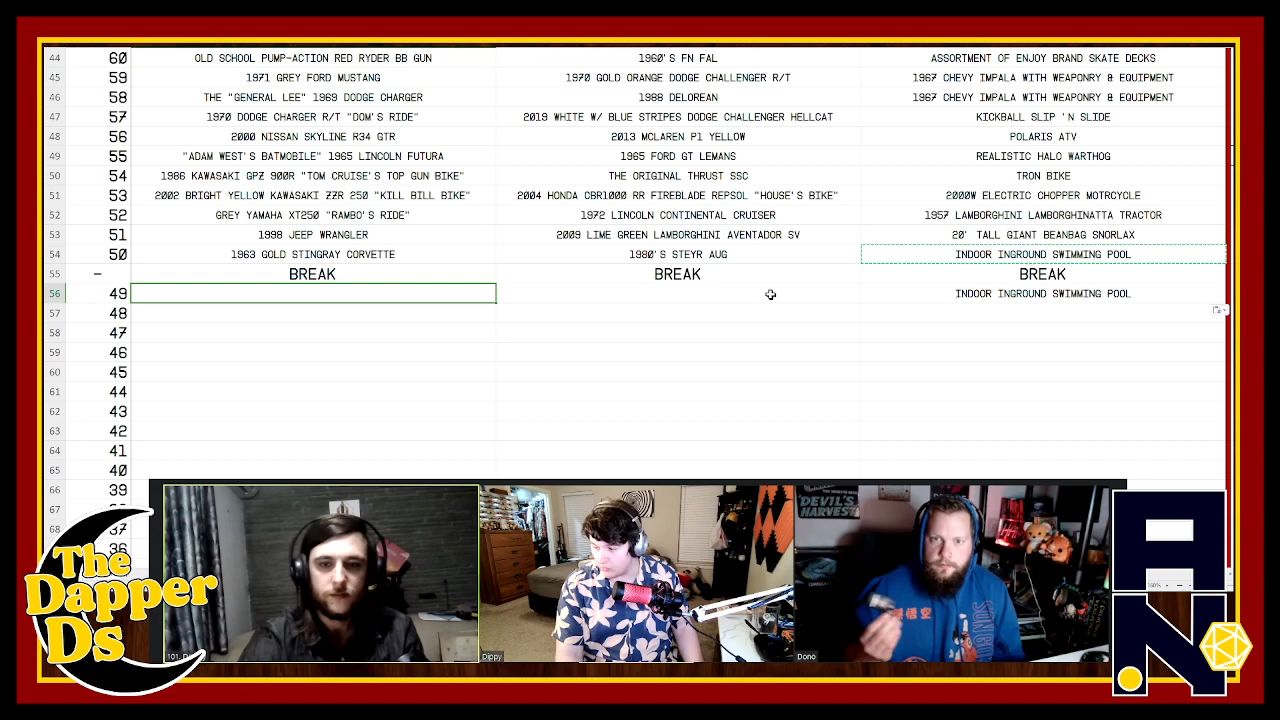 44 60 OLD SCHOOL PUMP-ACTION RED RYDER BB GUN 1960'S FN FAL ASSORTMENT OF ENJOY BRAND SKATE DECKS
45 59 1971 GREY FORD MUSTANG 1970 GOLD ORANGE DODGE CHALLENGER R/T 1967 CHEVY IMPALA WITH WEAPONRY & EQUIPMENT
46 58 THE "GENERAL LEE" 1969 DODGE CHARGER 1988 DELOREAN 1967 CHEVY IMPALA WITH WEAPONRY & EQUIPMENT
47 57 1970 DODGE CHARGER R/T "DOM'S RIDE" 2019 WHITE W/ BLUE STRIPES DODGE CHALLENGER HELLCAT KICKBALL SLIP 'N SLIDE
48 56 2000 NISSAN SKYLINE R34 GTR 2013 MCLAREN P1 YELLOW POLARIS ATV
49 55 "ADAM WEST'S BATMOBILE" 1965 LINCOLN FUTURA 1965 FORD GT LEMANS REALISTIC HALO WARTHOG
50 54 1986 KAWASAKI GPZ 900R "TOM CRUISE'S TOP GUN BIKE" THE ORIGINAL THRUST SSC TRON BIKE
51 53 2002 BRIGHT YELLOW KAWASAKI ZZR 250 "KILL BILL BIKE" 2004 HONDA CBR1000 RR FIREBLADE REPSOL "HOUSE'S BIKE" 2000W ELECTRIC CHOPPER MOTRCYCLE
52 52 GREY YAMAHA XT250 "RAMBO'S RIDE" 1972 LINCOLN CONTINENTAL CRUISER 1957 LAMBORGHINI LAMBORGHINATTA TRACTOR
53 51 1998 JEEP WRANGLER 2009 LIME GREEN LAMBORGHINI AVENTADOR SV 20' TALL GIANT BEANBAG SNORLAX
54 50 1963 GOLD STINGRAY CORVETTE 1980'S STEYR AUG INDOOR INGROUND SWIMMING POOL
55 - BREAK BREAK BREAK
56 49 INDOOR INGROUND SWIMMING POOL
57 48
58 47
59 46
60 45
61 44
62 43
63 42
64 41
65 40
66 39
67
68 37
36
160%
DEVIL'S
HARVEST
悟空
SON
The
Dapper
Ds
101.
Dippy
Dono
N